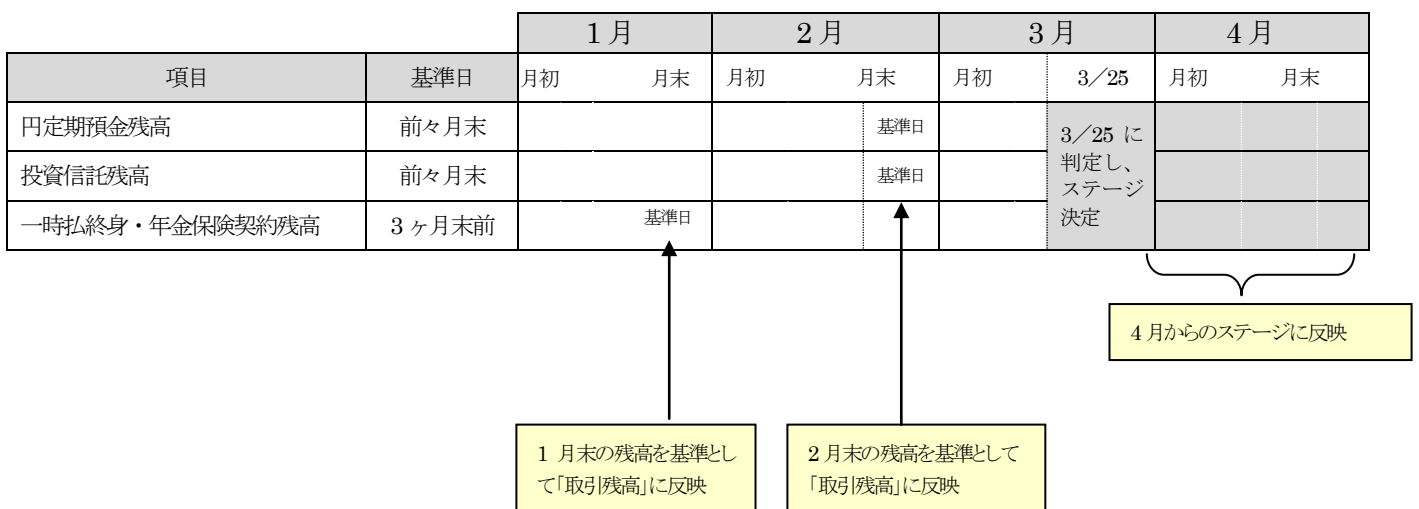 1月 2月 3月 4月
項目 基準日 月初 月末 月初 月末 月初 3/25 月初 月末
円定期預金残高 前々月末 基準日
投資信託残高 前々月末 基準日
一時払終身・年金保険契約残高 3ヶ月末前 基準日
3/25 に
判定し、
ステージ
決定
4月からのステージに反映
1 月末の残高を基準とし
て「取引残高」に反映
2月末の残高を基準として
「取引残高」に反映